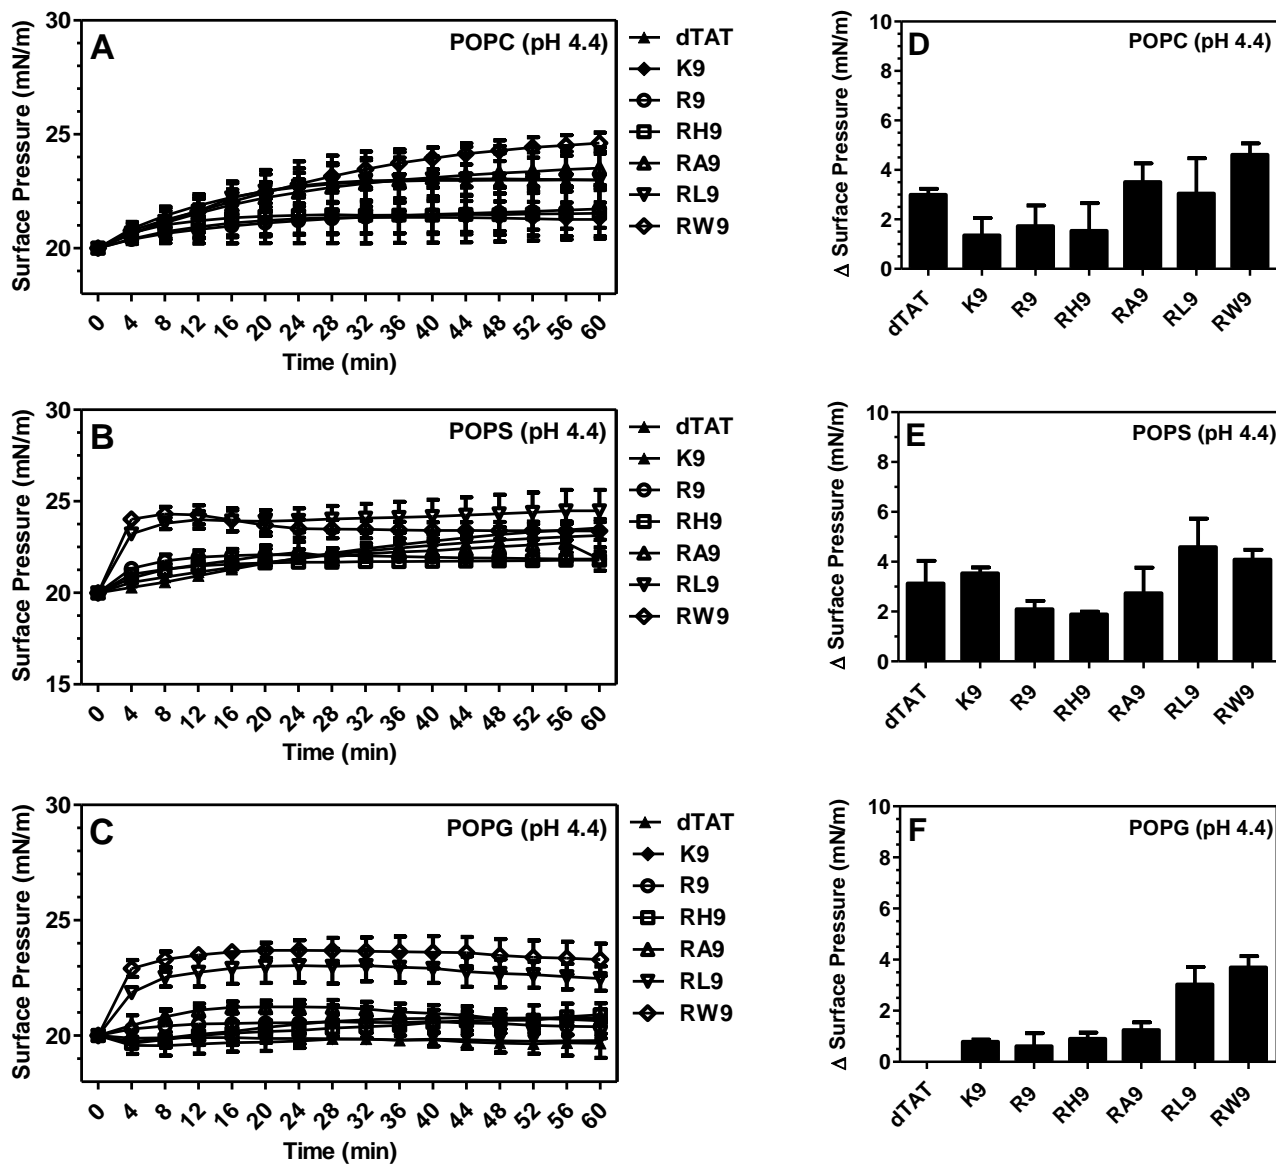 A
POPC (pH 4.4)
Surface Pressure (mN/m)
30
25
20
0 4 8 12 16 20 24 28 32 36 40 44 48 52 56 60
Time (min)
dTAT
K9
R9
RH9
RA9
RL9
RW9
D
POPC (pH 4.4)
Δ Surface Pressure (mN/m)
10
8
6
4
2
0
dTAT K9 R9 RH9 RA9 RL9 RW9
B
POPS (pH 4.4)
Surface Pressure (mN/m)
30
25
20
15
0 4 8 12 16 20 24 28 32 36 40 44 48 52 56 60
Time (min)
dTAT
K9
R9
RH9
RA9
RL9
RW9
E
POPS (pH 4.4)
Δ Surface Pressure (mN/m)
10
8
6
4
2
0
dTAT K9 R9 RH9 RA9 RL9 RW9
C
POPG (pH 4.4)
Surface Pressure (mN/m)
30
25
20
0 4 8 12 16 20 24 28 32 36 40 44 48 52 56 60
Time (min)
dTAT
K9
R9
RH9
RA9
RL9
RW9
F
POPG (pH 4.4)
Δ Surface Pressure (mN/m)
10
8
6
4
2
0
dTAT K9 R9 RH9 RA9 RL9 RW9